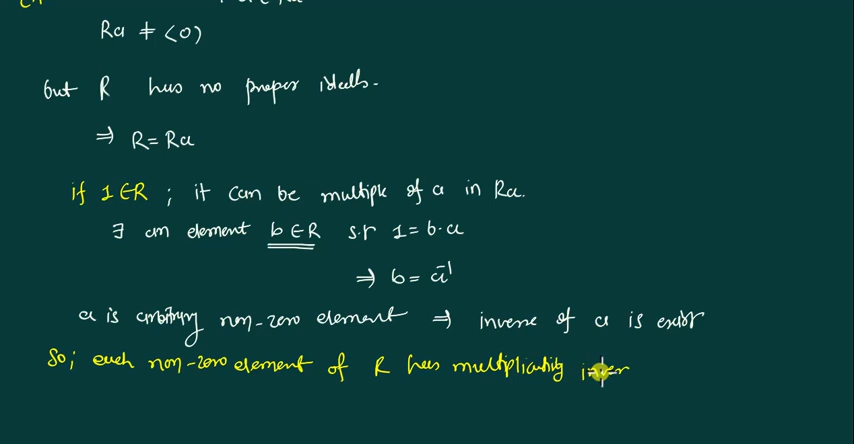 Ra ≠ <0>
but R has no proper ideals.
⇒ R = Ra
if 1 ∈ R ; it can be multiple of a in Ra.
∃ an element b ∈ R s.t 1 = b·a
⇒ b = a⁻¹
a is arbitrary non-zero element ⇒ inverse of a is exist
So; each non-zero element of R has multiplicative inver